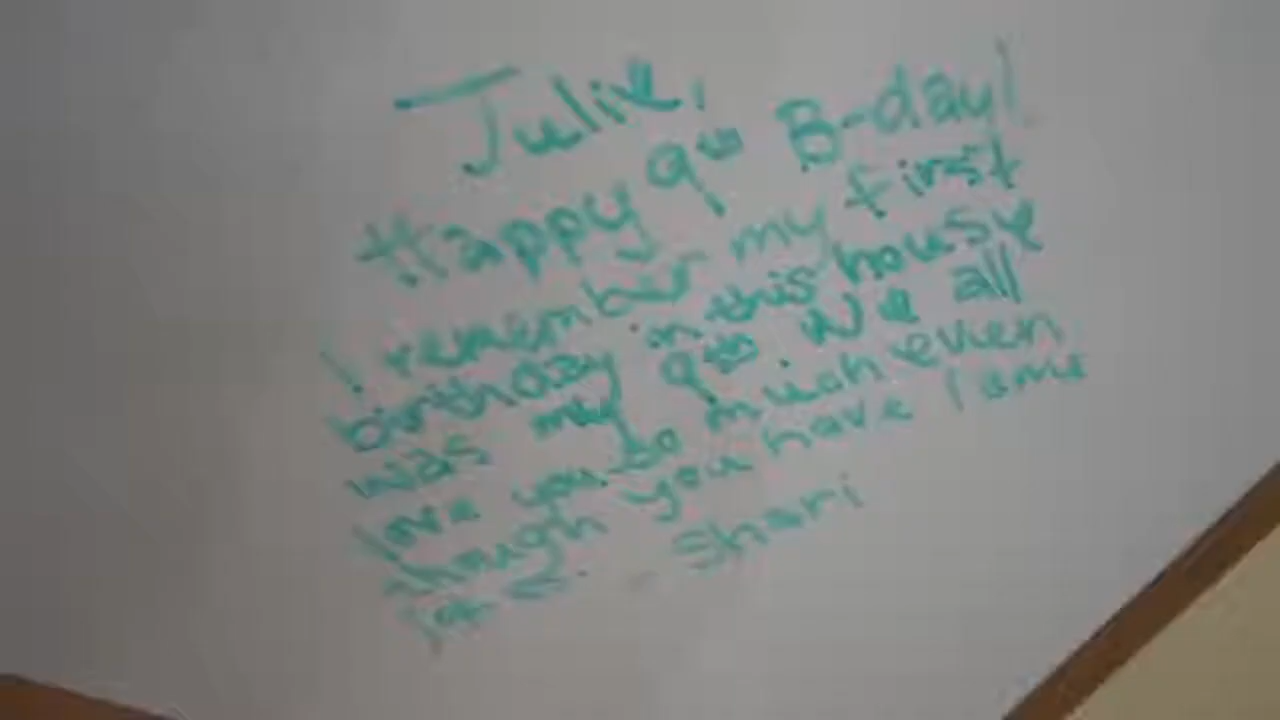 Julie,
Happy 9th B-day!
I remember my first
birthday in this house
was my 9th. We all
love you so much even
though you have lame
Shari